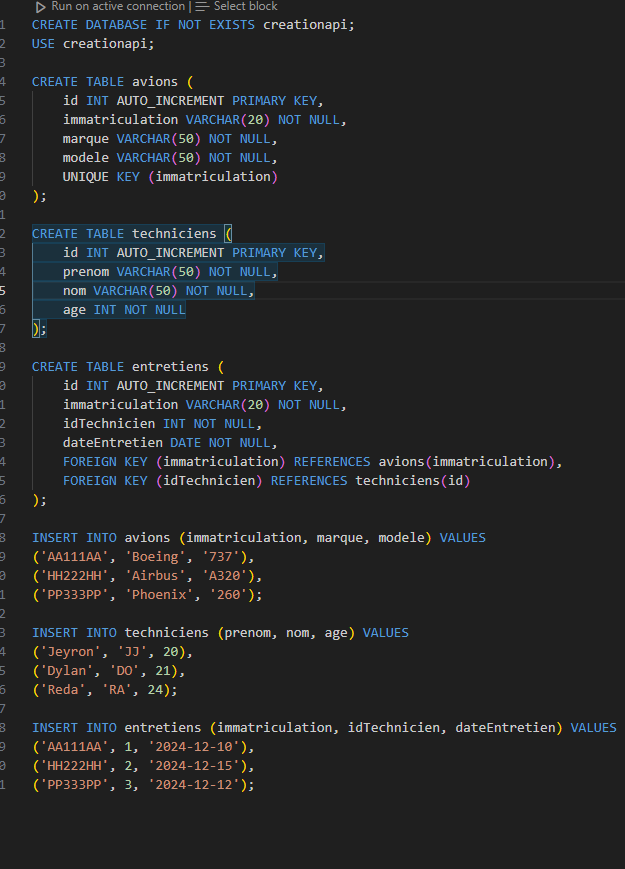 Run on active connection | Select block
1 CREATE DATABASE IF NOT EXISTS creationapi;
2 USE creationapi;
3
4 CREATE TABLE avions (
5     id INT AUTO_INCREMENT PRIMARY KEY,
6     immatriculation VARCHAR(20) NOT NULL,
7     marque VARCHAR(50) NOT NULL,
8     modele VARCHAR(50) NOT NULL,
9     UNIQUE KEY (immatriculation)
0 );
1
2 CREATE TABLE techniciens (
3     id INT AUTO_INCREMENT PRIMARY KEY,
4     prenom VARCHAR(50) NOT NULL,
5     nom VARCHAR(50) NOT NULL,
6     age INT NOT NULL
7 );
8
9 CREATE TABLE entretiens (
0     id INT AUTO_INCREMENT PRIMARY KEY,
1     immatriculation VARCHAR(20) NOT NULL,
2     idTechnicien INT NOT NULL,
3     dateEntretien DATE NOT NULL,
4     FOREIGN KEY (immatriculation) REFERENCES avions(immatriculation),
5     FOREIGN KEY (idTechnicien) REFERENCES techniciens(id)
6 );
7
8 INSERT INTO avions (immatriculation, marque, modele) VALUES
9 ('AA111AA', 'Boeing', '737'),
0 ('HH222HH', 'Airbus', 'A320'),
1 ('PP333PP', 'Phoenix', '260');
2
3 INSERT INTO techniciens (prenom, nom, age) VALUES
4 ('Jeyron', 'JJ', 20),
5 ('Dylan', 'DO', 21),
6 ('Reda', 'RA', 24);
7
8 INSERT INTO entretiens (immatriculation, idTechnicien, dateEntretien) VALUES
9 ('AA111AA', 1, '2024-12-10'),
0 ('HH222HH', 2, '2024-12-15'),
1 ('PP333PP', 3, '2024-12-12');